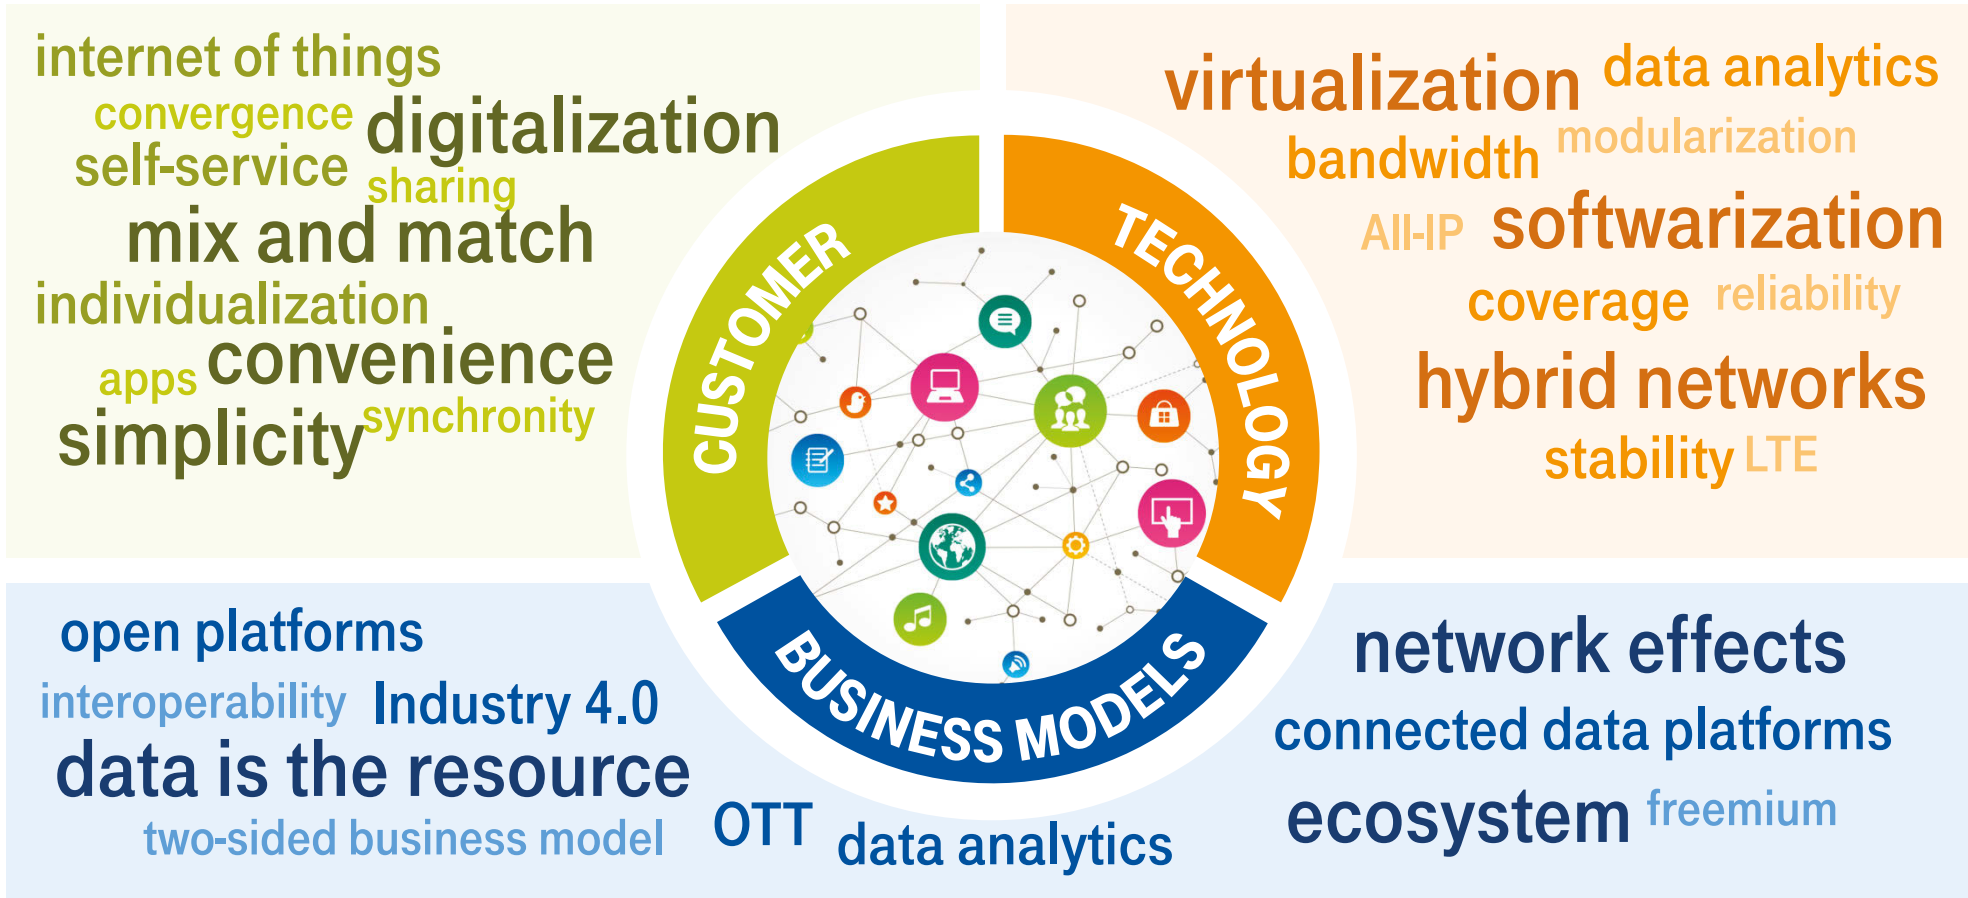 internet of things
convergence
digitalization
self-service
sharing
mix and match
individualization
convenience
apps
synchronity
simplicity
CUSTOMER
virtualization
data analytics
bandwidth
modularization
All-IP
softwarization
coverage
reliability
hybrid networks
stability
LTE
TECHNOLOGY
open platforms
interoperability
Industry 4.0
data is the resource
two-sided business model
OTT
data analytics
BUSINESS MODELS
network effects
connected data platforms
ecosystem
freemium